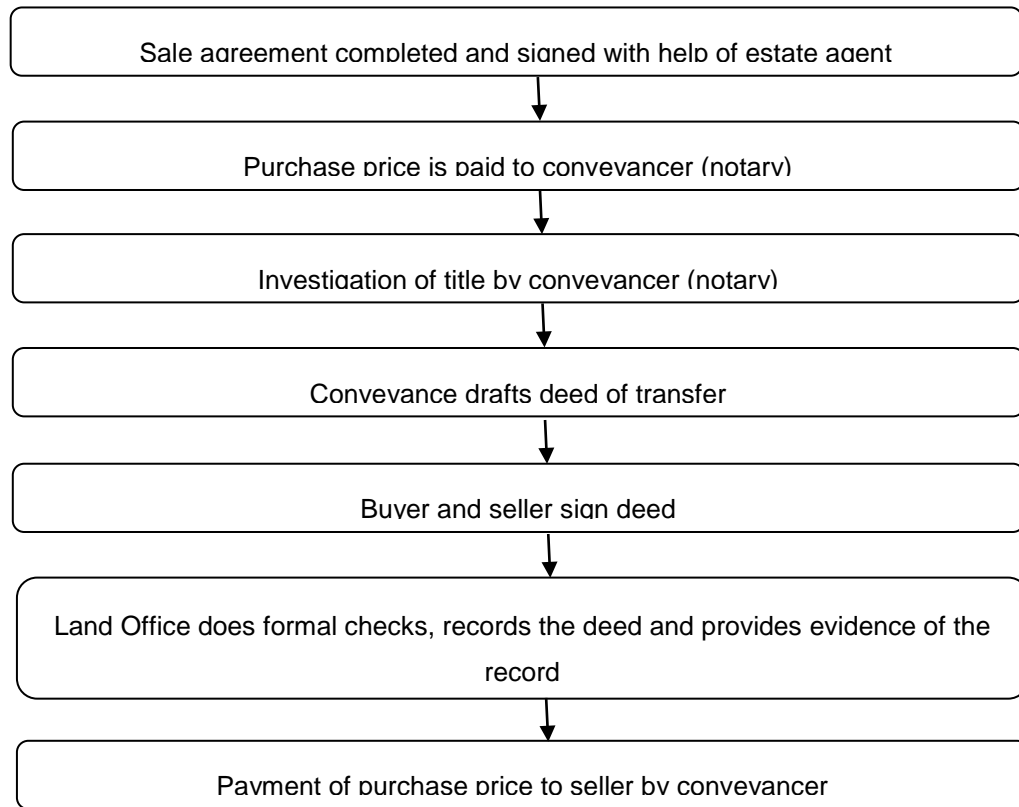 Sale agreement completed and signed with help of estate agent
Purchase price is paid to conveyancer (notary)
Investigation of title by conveyancer (notary)
Conveyance drafts deed of transfer
Buyer and seller sign deed
Land Office does formal checks, records the deed and provides evidence of the
record
Payment of purchase price to seller by conveyancer